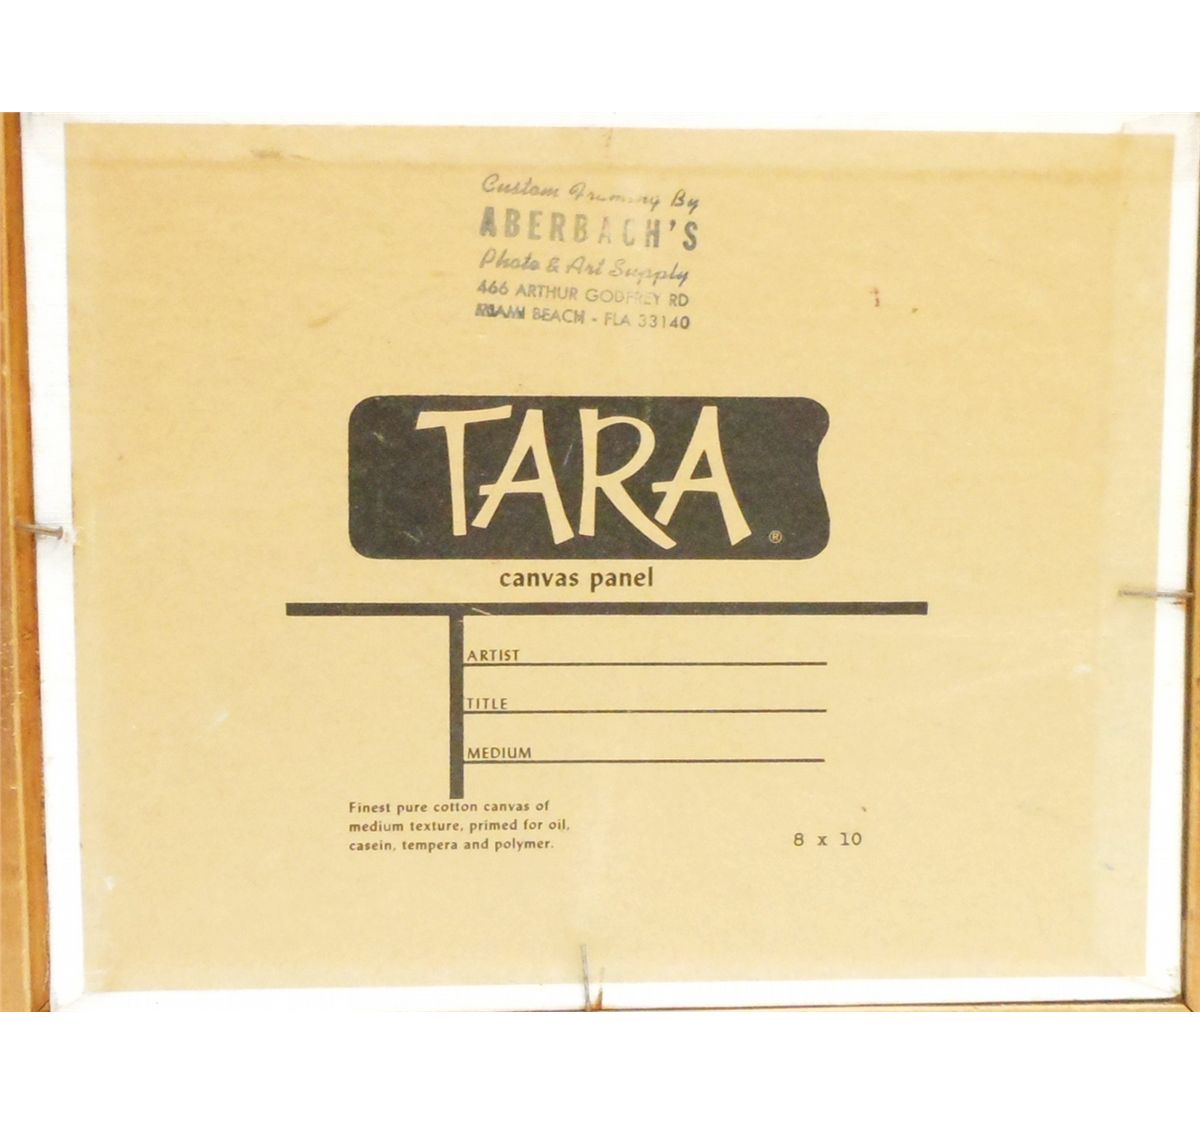 Custom Framing By
ABERBACH'S
Photo & Art Supply
466 ARTHUR GODFREY RD
MIAMI BEACH - FLA 33140
TARA ®
canvas panel
ARTIST
TITLE
MEDIUM
Finest pure cotton canvas of
medium texture, primed for oil,
casein, tempera and polymer.
8 x 10